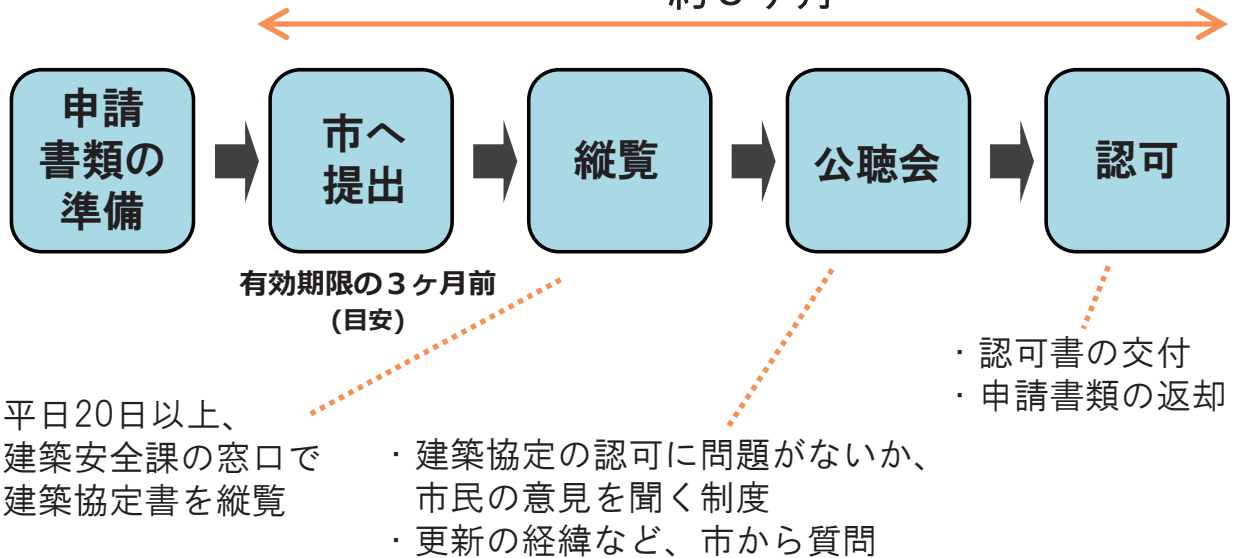 申請
書類の
準備
市へ
提出
縦覧
公聴会
認可
有効期限の３ヶ月前
(目安)
・認可書の交付
・申請書類の返却
平日20日以上、
建築安全課の窓口で
建築協定書を縦覧
・建築協定の認可に問題がないか、
市民の意見を聞く制度
・更新の経緯など、市から質問